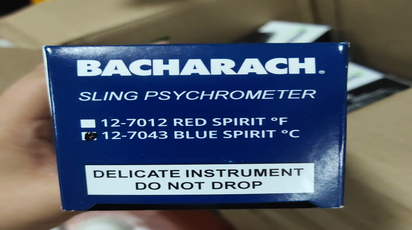 BACHARACH®
SLING PSYCHROMETER
12-7012 RED SPIRIT °F
12-7043 BLUE SPIRIT °C
DELICATE INSTRUMENT
DO NOT DROP